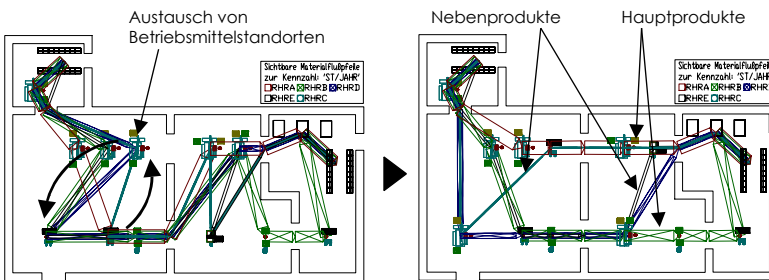 Austausch von
Betriebsmittelstandorten
Nebenprodukte
Hauptprodukte
Sichtbare Materialflußpfeile
zur Kennzahl: 'ST/JAHR'
RHRA RHRB RHRD
RHRE RHRC
Sichtbare Materialflußpfeile
zur Kennzahl: 'ST/JAHR'
RHRA RHRB RHR
RHRE RHRC